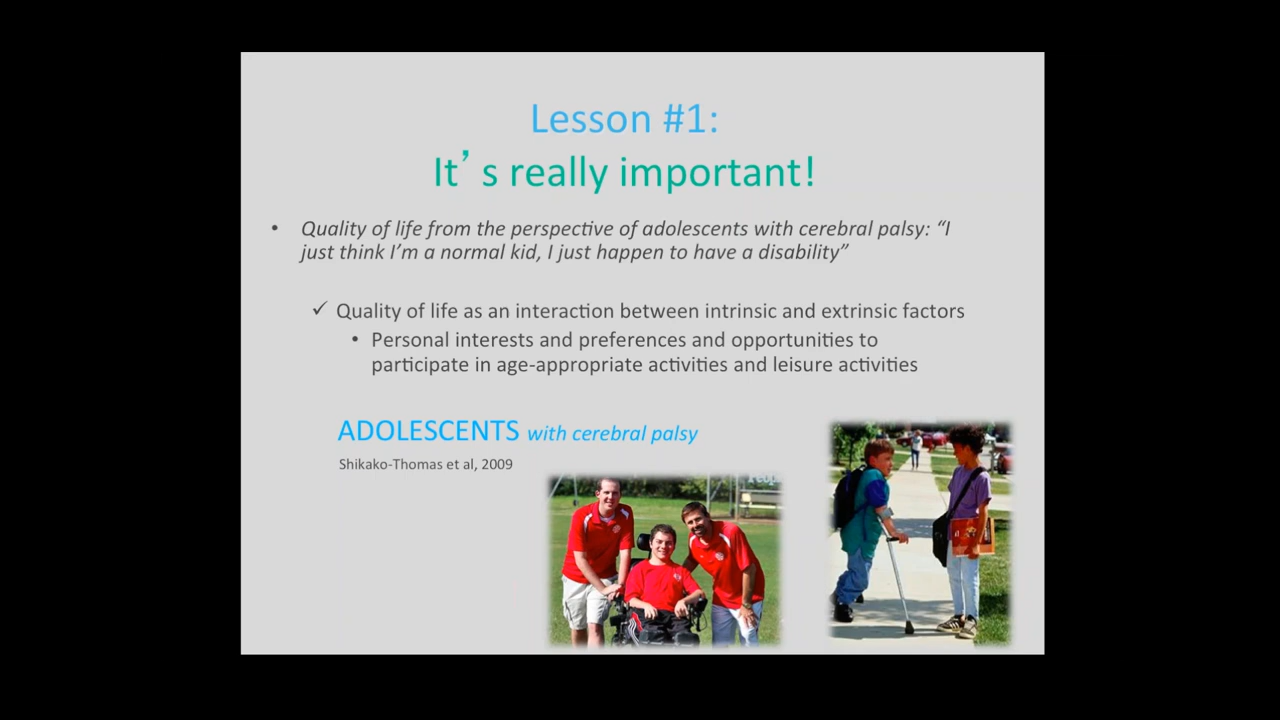 Lesson #1:
It’s really important!
• Quality of life from the perspective of adolescents with cerebral palsy: “I
just think I’m a normal kid, I just happen to have a disability”
✓ Quality of life as an interaction between intrinsic and extrinsic factors
• Personal interests and preferences and opportunities to
participate in age-appropriate activities and leisure activities
ADOLESCENTS with cerebral palsy
Shikako-Thomas et al, 2009